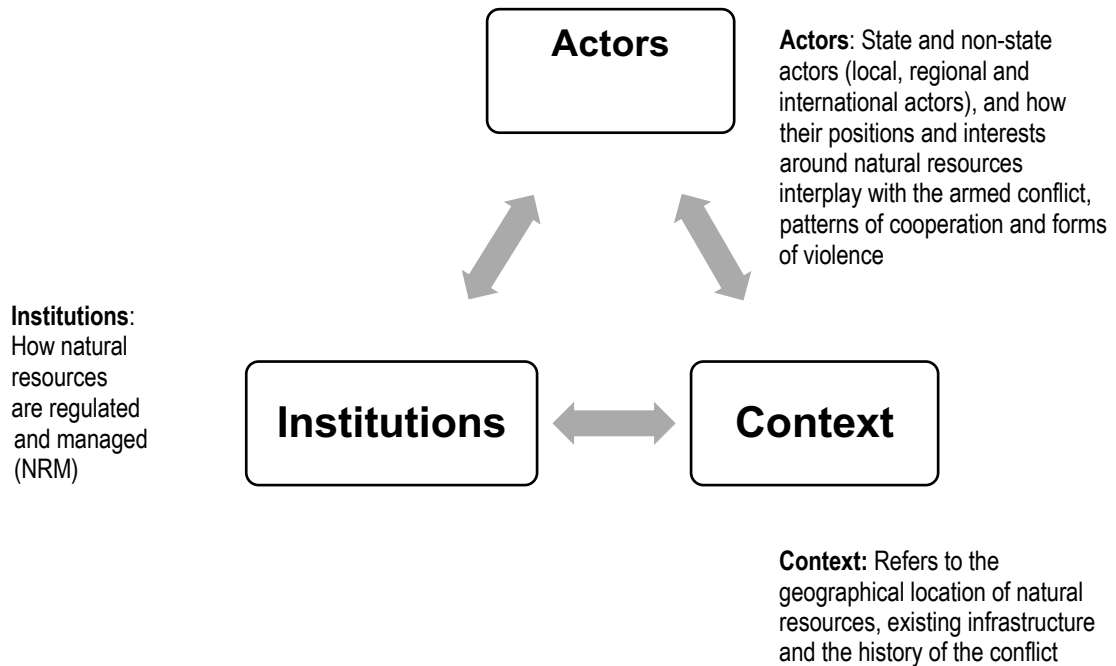 Actors
Actors: State and non-state
actors (local, regional and
international actors), and how
their positions and interests
around natural resources
interplay with the armed conflict,
patterns of cooperation and forms
of violence
Institutions:
How natural
resources
are regulated
and managed
(NRM)
Institutions
Context
Context: Refers to the
geographical location of natural
resources, existing infrastructure
and the history of the conflict